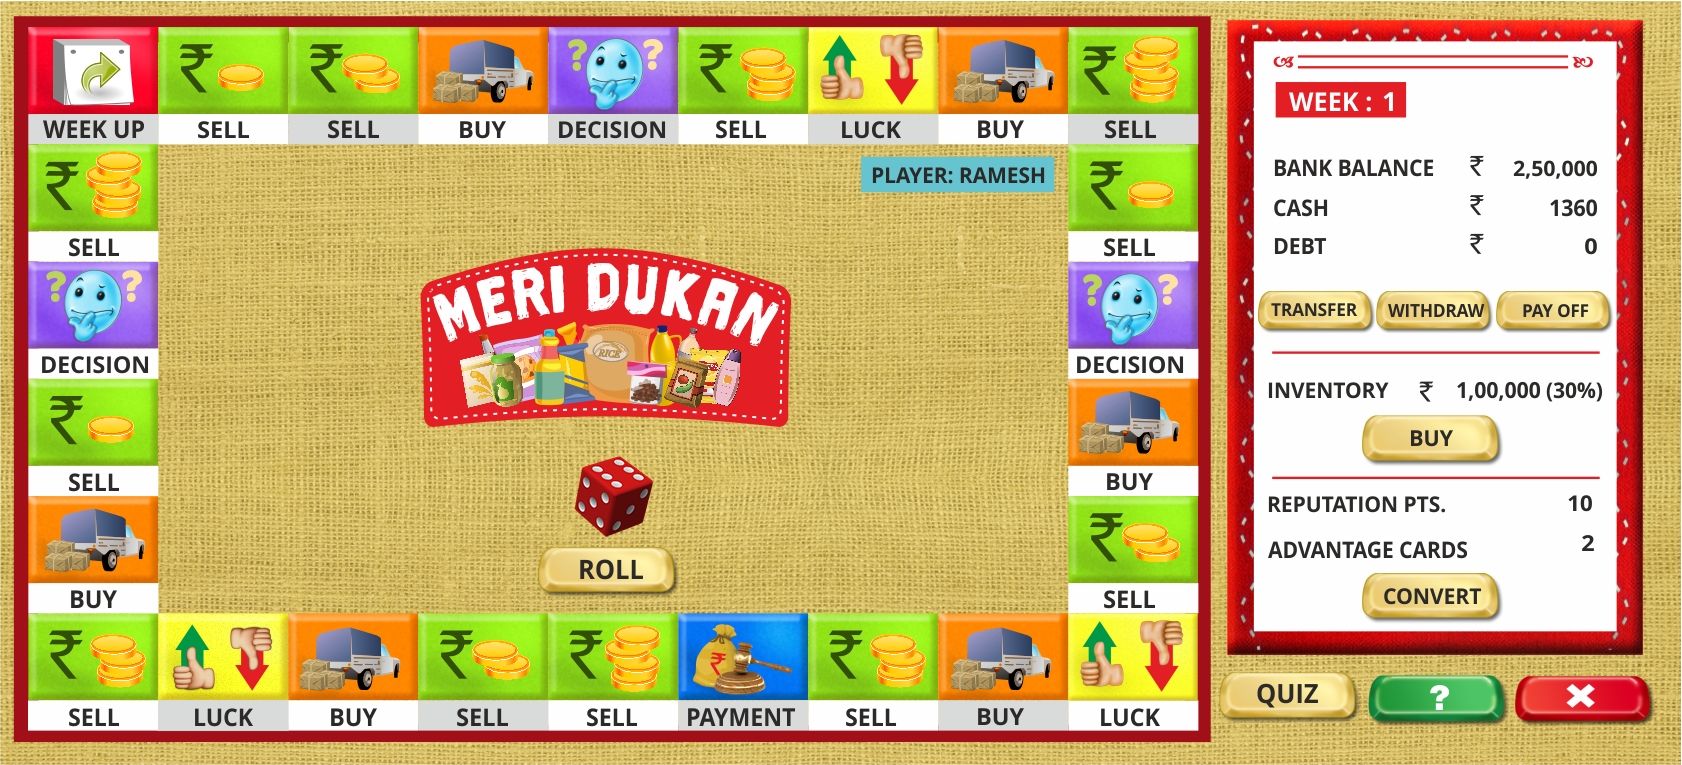 WEEK UP
SELL
SELL
BUY
? DECISION ?
SELL
LUCK
BUY
SELL
PLAYER: RAMESH
SELL
SELL
DECISION
DECISION
SELL
BUY
BUY
SELL
MERI DUKAN
RICE
ROLL
SELL
LUCK
BUY
SELL
SELL
PAYMENT
SELL
BUY
LUCK
WEEK : 1
BANK BALANCE ₹ 2,50,000
CASH ₹ 1360
DEBT ₹ 0
TRANSFER WITHDRAW PAY OFF
INVENTORY ₹ 1,00,000 (30%)
BUY
REPUTATION PTS. 10
ADVANTAGE CARDS 2
CONVERT
QUIZ ?